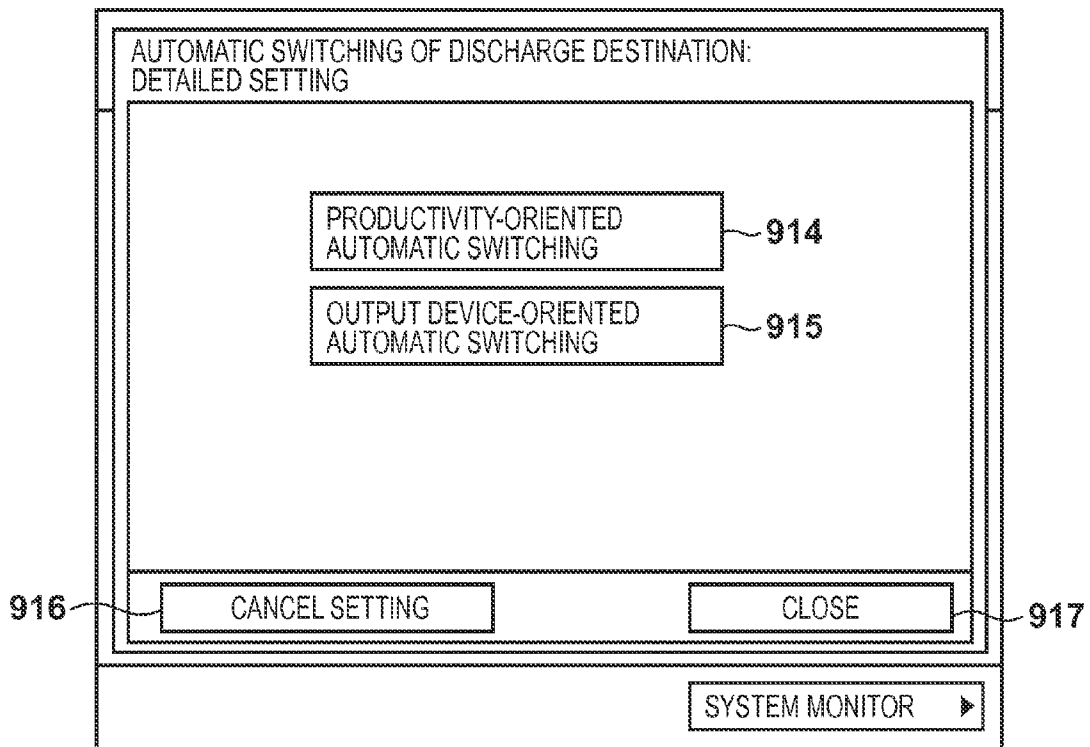 AUTOMATIC SWITCHING OF DISCHARGE DESTINATION:
DETAILED SETTING
PRODUCTIVITY-ORIENTED
AUTOMATIC SWITCHING
914
OUTPUT DEVICE-ORIENTED
AUTOMATIC SWITCHING
915
916
CANCEL SETTING
CLOSE
917
SYSTEM MONITOR